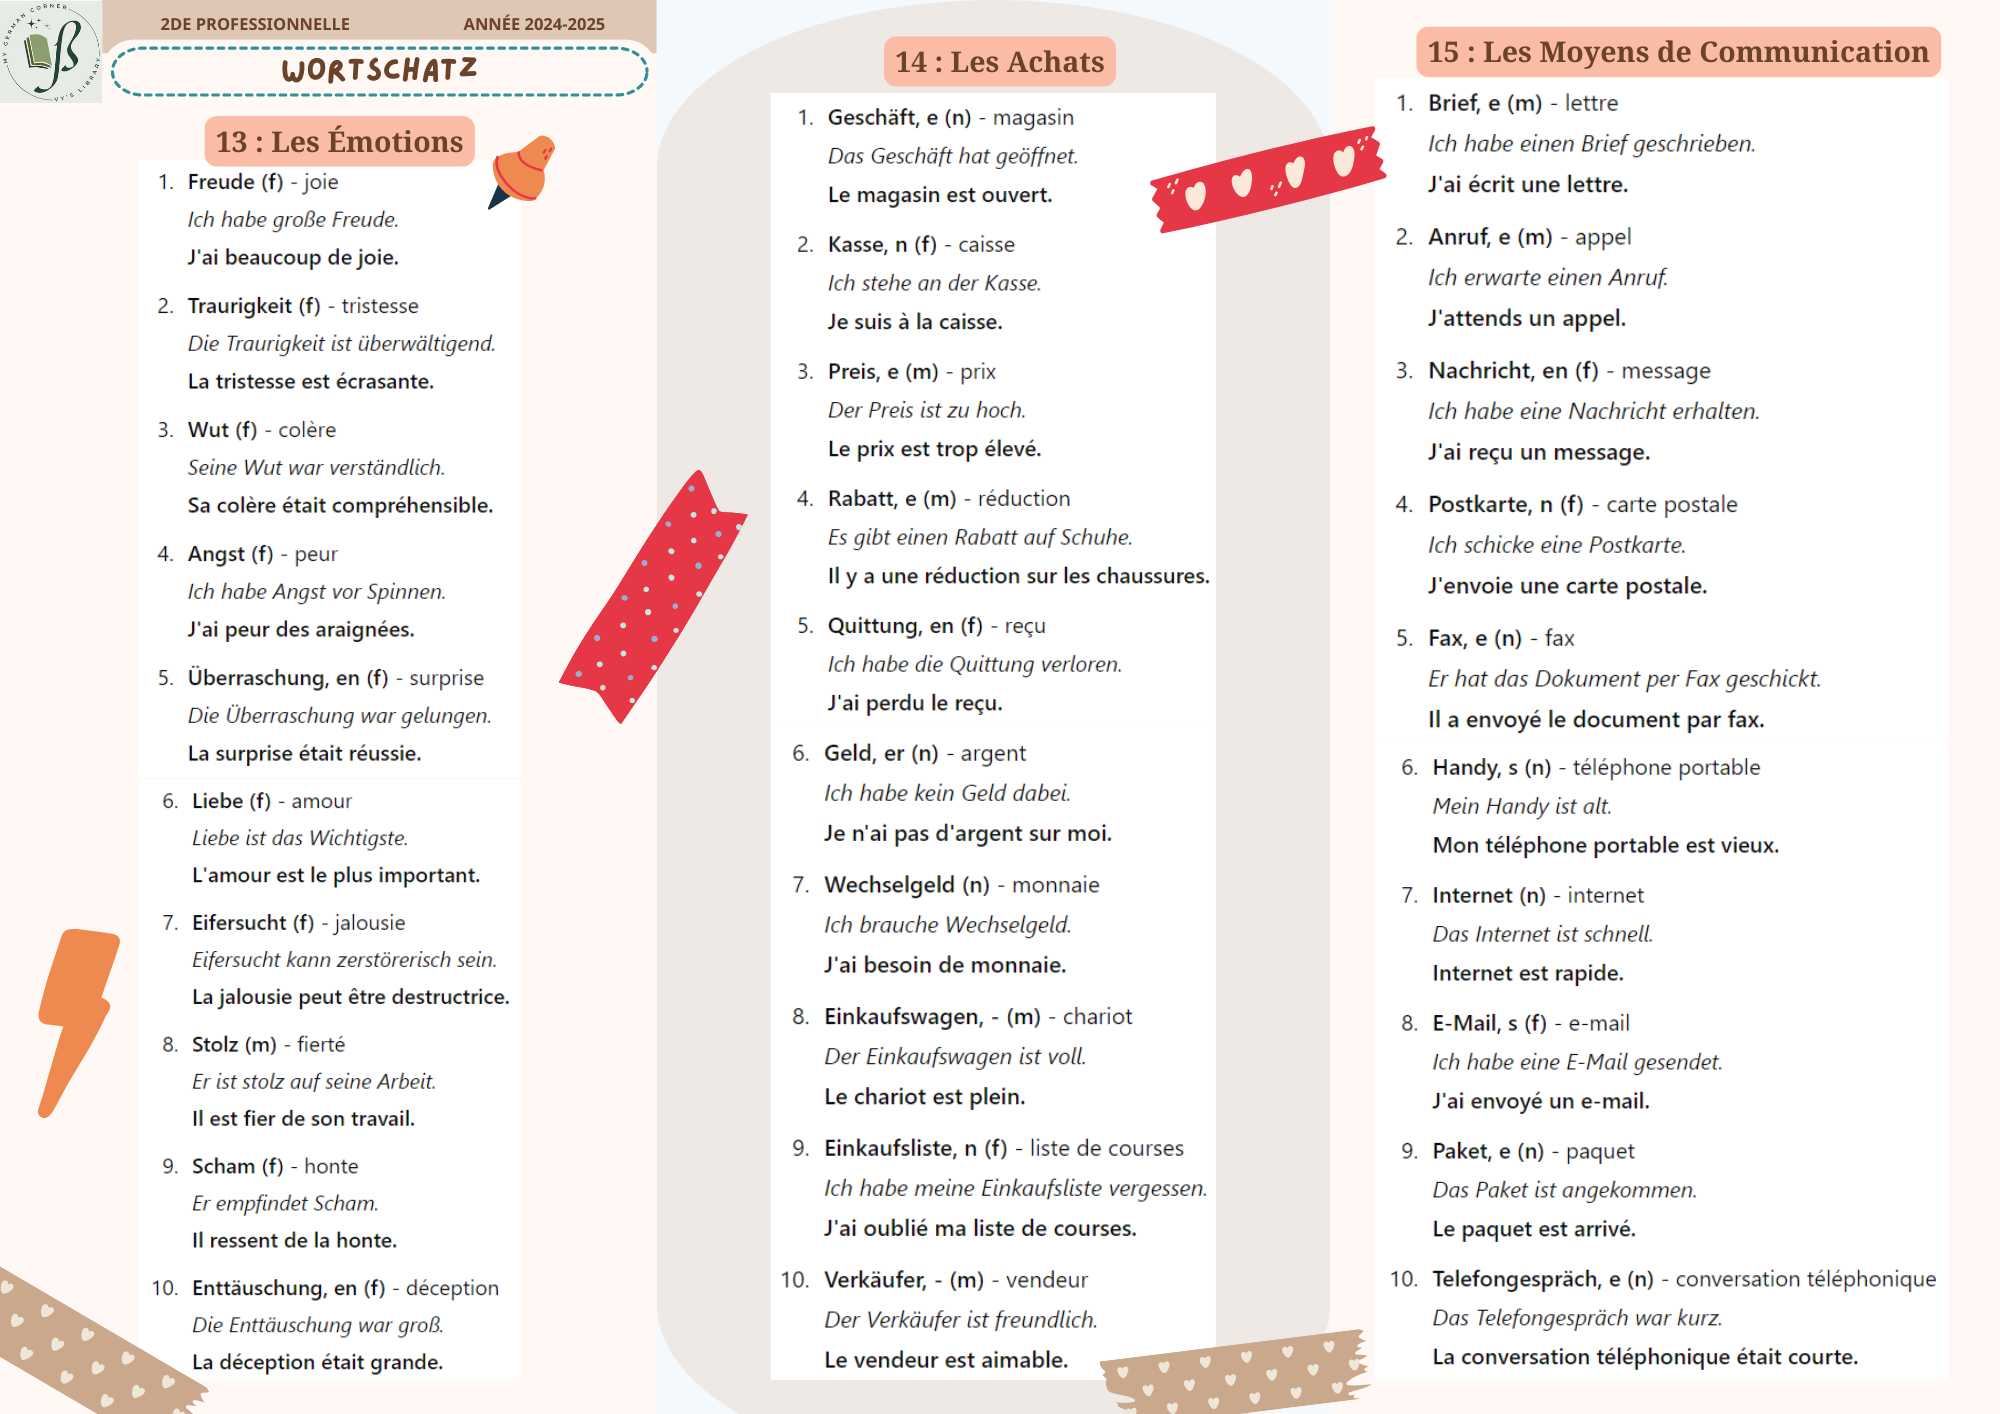 MY GERMAN CORNER
VY'S LIBRARY
2DE PROFESSIONNELLE
ANNÉE 2024-2025
WORTSCHATZ
13 : Les Émotions
1. Freude (f) - joie
Ich habe große Freude.
J'ai beaucoup de joie.
2. Traurigkeit (f) - tristesse
Die Traurigkeit ist überwältigend.
La tristesse est écrasante.
3. Wut (f) - colère
Seine Wut war verständlich.
Sa colère était compréhensible.
4. Angst (f) - peur
Ich habe Angst vor Spinnen.
J'ai peur des araignées.
5. Überraschung, en (f) - surprise
Die Überraschung war gelungen.
La surprise était réussie.
6. Liebe (f) - amour
Liebe ist das Wichtigste.
L'amour est le plus important.
7. Eifersucht (f) - jalousie
Eifersucht kann zerstörerisch sein.
La jalousie peut être destructrice.
8. Stolz (m) - fierté
Er ist stolz auf seine Arbeit.
Il est fier de son travail.
9. Scham (f) - honte
Er empfindet Scham.
Il ressent de la honte.
10. Enttäuschung, en (f) - déception
Die Enttäuschung war groß.
La déception était grande.
14 : Les Achats
1. Geschäft, e (n) - magasin
Das Geschäft hat geöffnet.
Le magasin est ouvert.
2. Kasse, n (f) - caisse
Ich stehe an der Kasse.
Je suis à la caisse.
3. Preis, e (m) - prix
Der Preis ist zu hoch.
Le prix est trop élevé.
4. Rabatt, e (m) - réduction
Es gibt einen Rabatt auf Schuhe.
Il y a une réduction sur les chaussures.
5. Quittung, en (f) - reçu
Ich habe die Quittung verloren.
J'ai perdu le reçu.
6. Geld, er (n) - argent
Ich habe kein Geld dabei.
Je n'ai pas d'argent sur moi.
7. Wechselgeld (n) - monnaie
Ich brauche Wechselgeld.
J'ai besoin de monnaie.
8. Einkaufswagen, - (m) - chariot
Der Einkaufswagen ist voll.
Le chariot est plein.
9. Einkaufsliste, n (f) - liste de courses
Ich habe meine Einkaufsliste vergessen.
J'ai oublié ma liste de courses.
10. Verkäufer, - (m) - vendeur
Der Verkäufer ist freundlich.
Le vendeur est aimable.
15 : Les Moyens de Communication
1. Brief, e (m) - lettre
Ich habe einen Brief geschrieben.
J'ai écrit une lettre.
2. Anruf, e (m) - appel
Ich erwarte einen Anruf.
J'attends un appel.
3. Nachricht, en (f) - message
Ich habe eine Nachricht erhalten.
J'ai reçu un message.
4. Postkarte, n (f) - carte postale
Ich schicke eine Postkarte.
J'envoie une carte postale.
5. Fax, e (n) - fax
Er hat das Dokument per Fax geschickt.
Il a envoyé le document par fax.
6. Handy, s (n) - téléphone portable
Mein Handy ist alt.
Mon téléphone portable est vieux.
7. Internet (n) - internet
Das Internet ist schnell.
Internet est rapide.
8. E-Mail, s (f) - e-mail
Ich habe eine E-Mail gesendet.
J'ai envoyé un e-mail.
9. Paket, e (n) - paquet
Das Paket ist angekommen.
Le paquet est arrivé.
10. Telefongespräch, e (n) - conversation téléphonique
Das Telefongespräch war kurz.
La conversation téléphonique était courte.